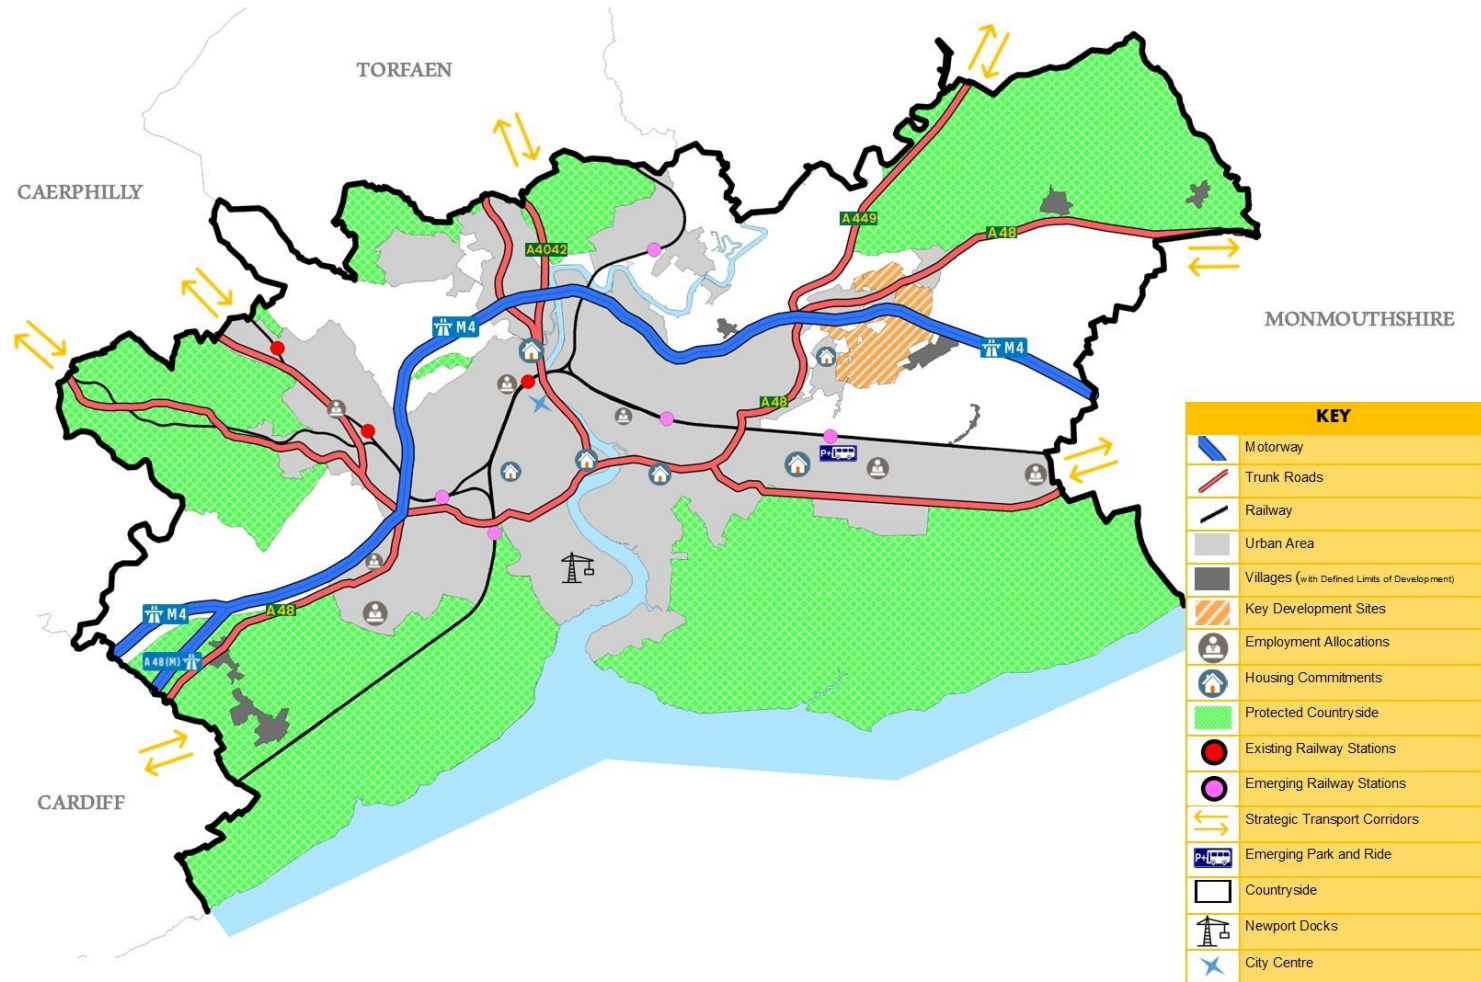 TORFAEN
CAERPHILLY
A449
A48
A4042
MONMOUTHSHIRE
M4
M4
A48
A48
M4
A48(M)
P+
CARDIFF
KEY
Motorway
Trunk Roads
Railway
Urban Area
Villages (with Defined Limits of Development)
Key Development Sites
Employment Allocations
Housing Commitments
Protected Countryside
Existing Railway Stations
Emerging Railway Stations
Strategic Transport Corridors
P+ Emerging Park and Ride
Countryside
Newport Docks
City Centre